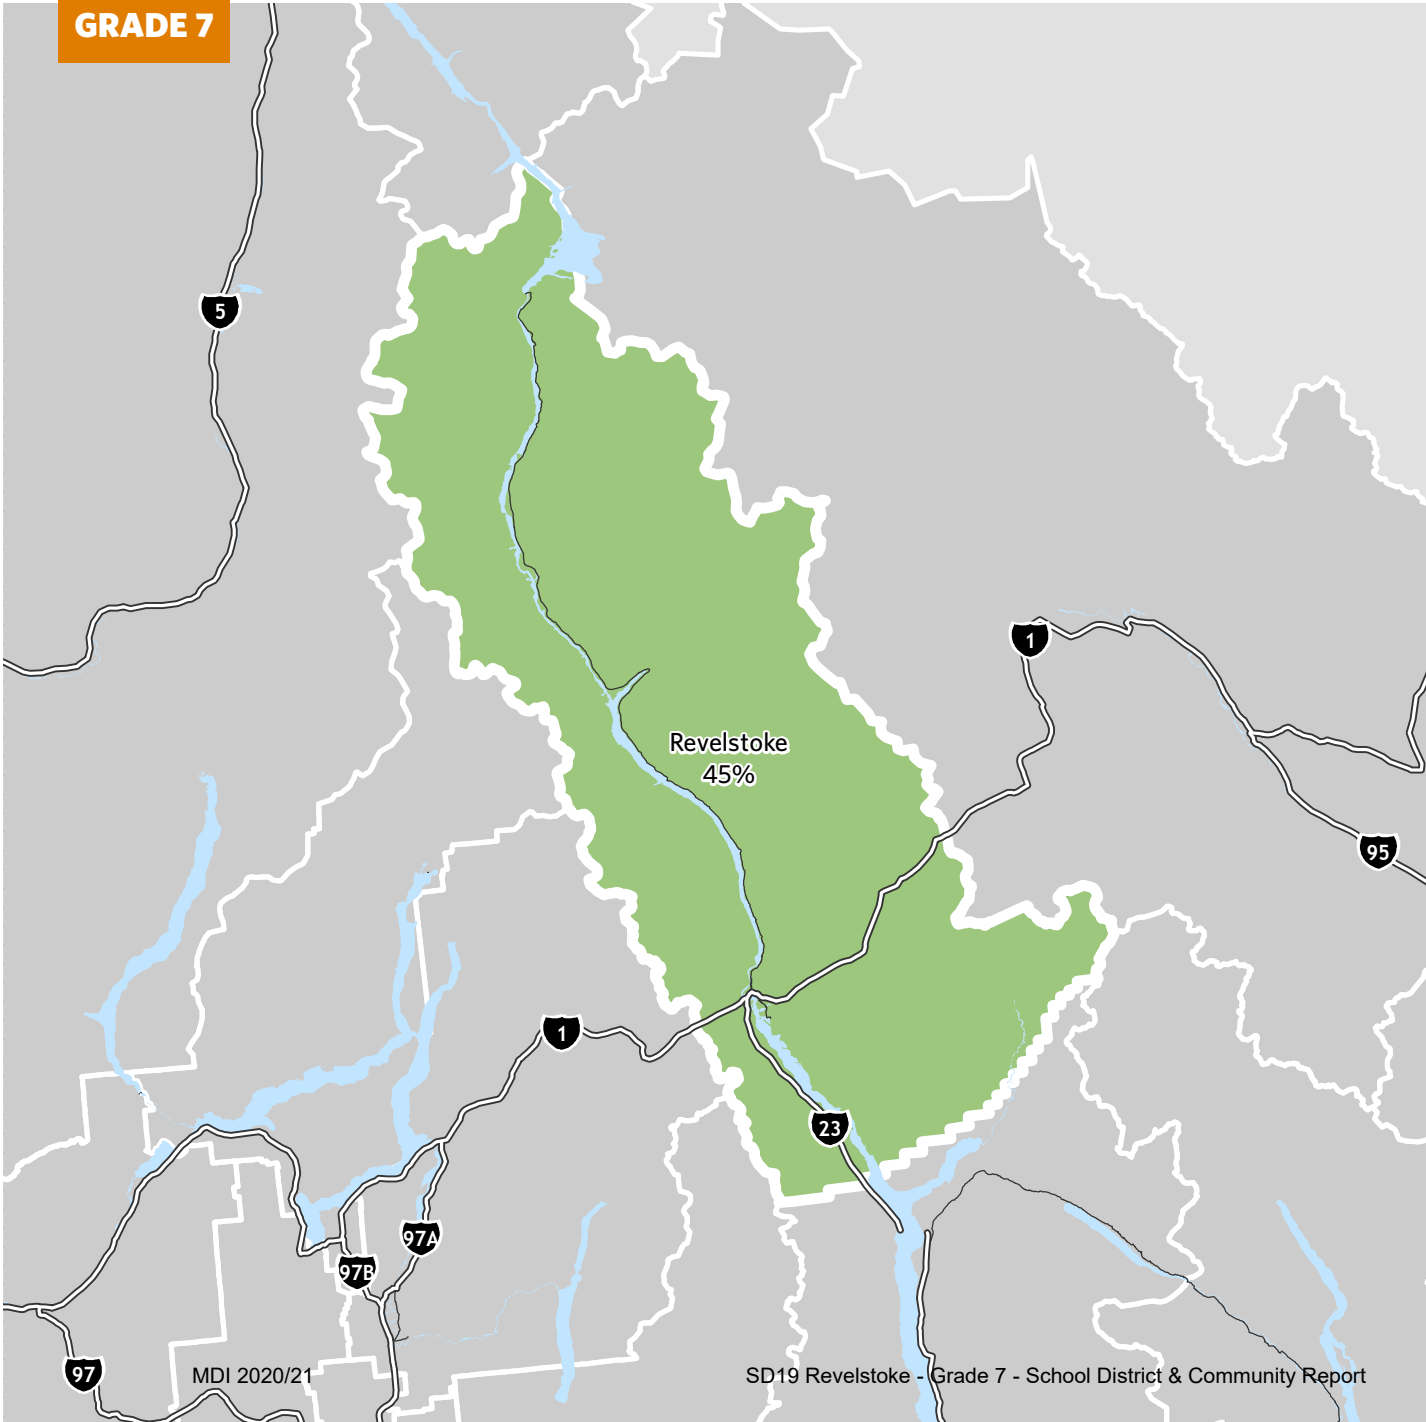 GRADE 7
5
1
Revelstoke
45%
95
1
23
97A
97B
97
MDI 2020/21
SD19 Revelstoke - Grade 7 - School District & Community Report